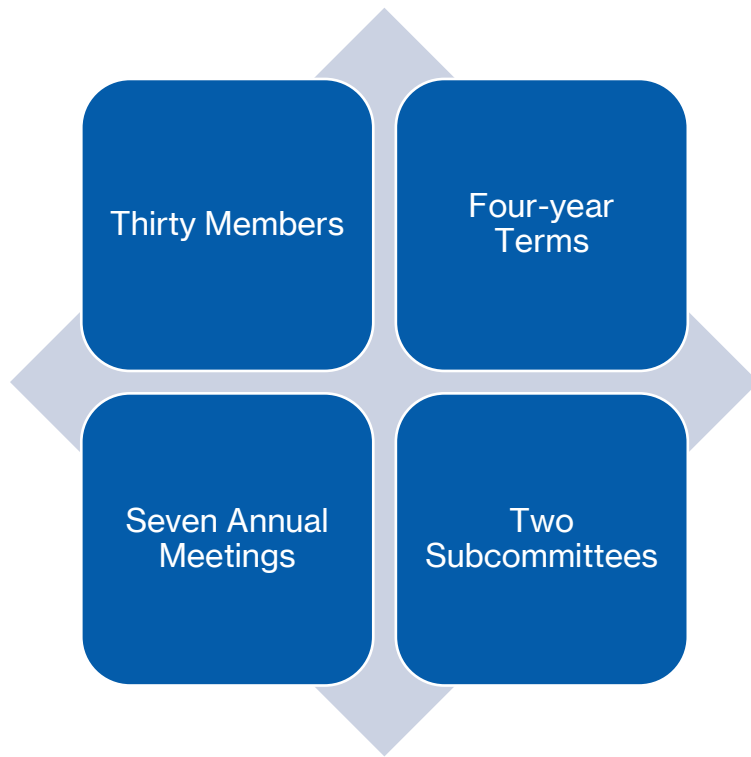 Thirty Members
Four-year
Terms
Seven Annual
Meetings
Two
Subcommittees